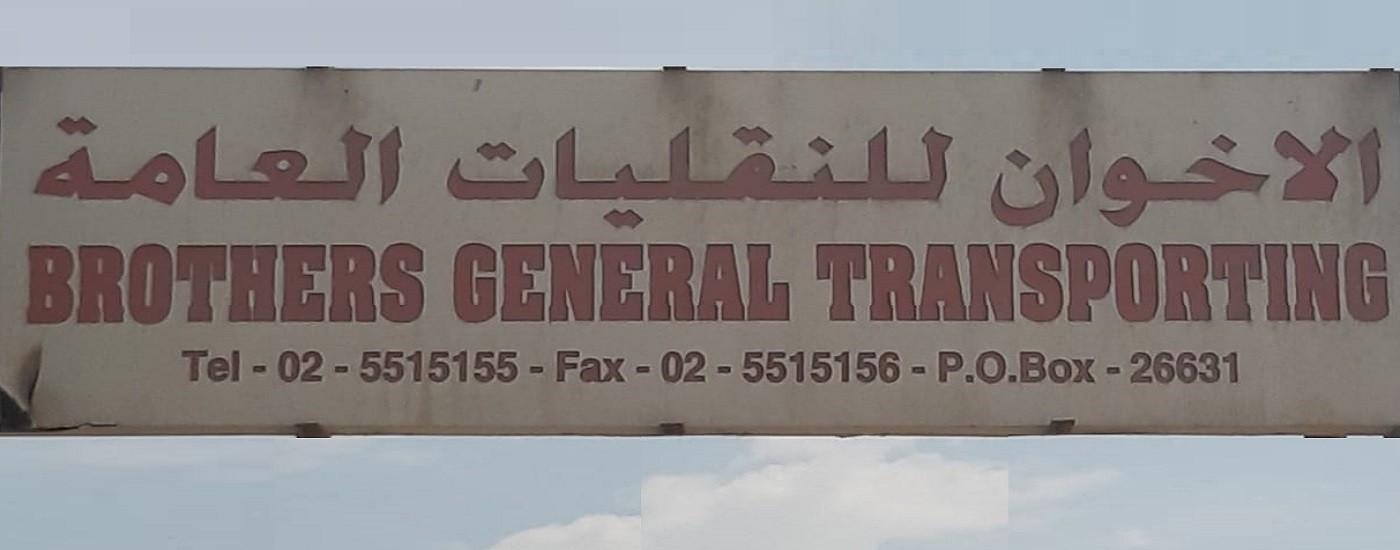 الاخوان للنقليات العامة
BROTHERS GENERAL TRANSPORTING
Tel - 02 - 5515155 - Fax - 02 - 5515156 - P.O.Box - 26631